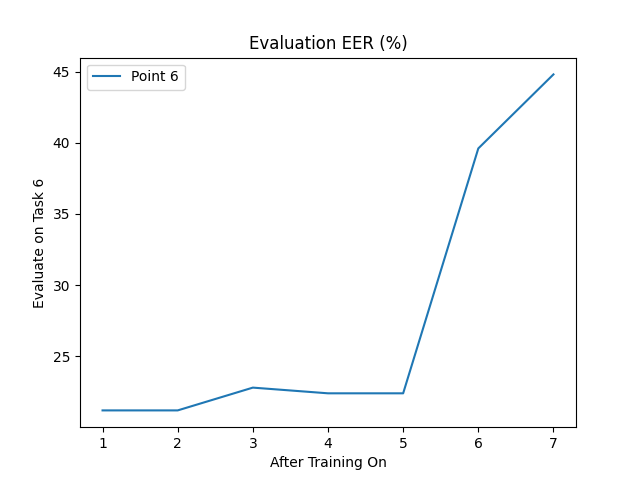 Evaluation EER (%)
Point 6
45
40
35
30
25
Evaluate on Task 6
1 2 3 4 5 6 7
After Training On